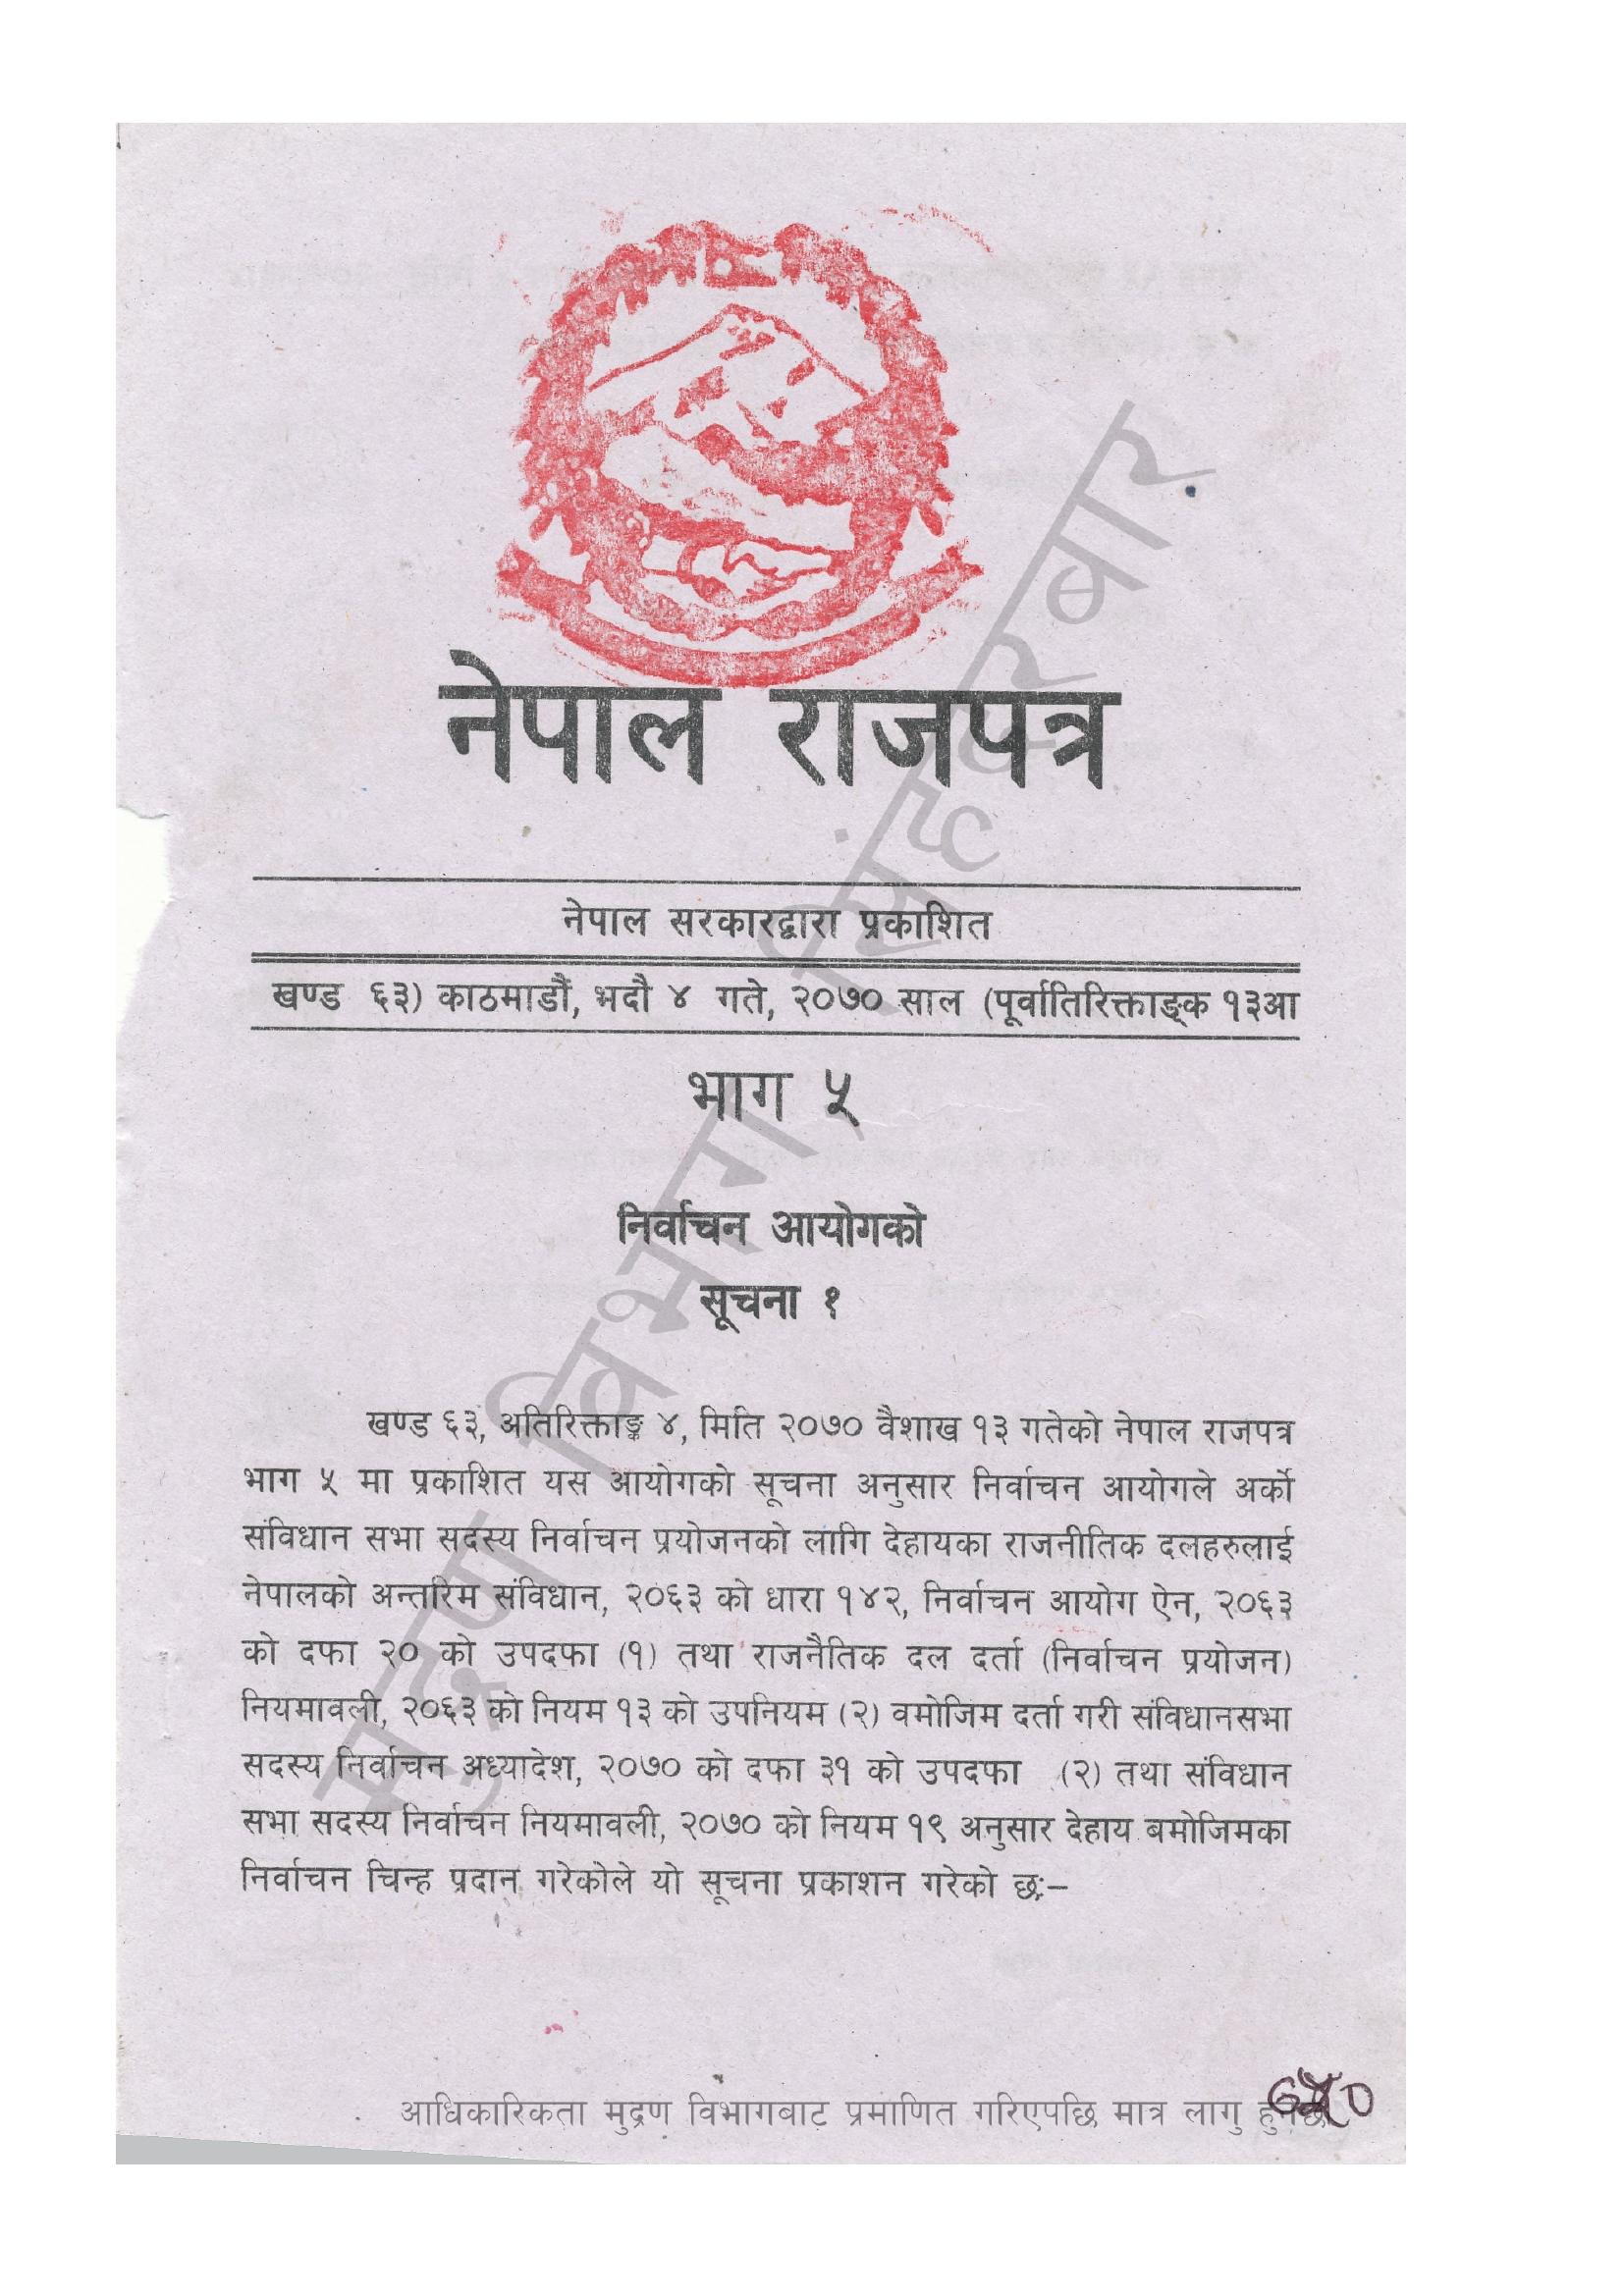 नेपाल राजपत्र
नेपाल सरकारद्वारा प्रकाशित
खण्ड ६३) काठमाडौं, भदौ ४ गते, २०७० साल (पूर्वातिरिक्ताङ्क १३आ
भाग ५
निर्वाचन आयोगको
सूचना १
खण्ड ६३, अतिरिक्ताङ्क ४, मिति २०७० वैशाख १३ गतेको नेपाल राजपत्र
भाग ५ मा प्रकाशित यस आयोगको सूचना अनुसार निर्वाचन आयोगले अर्को
संविधान सभा सदस्य निर्वाचन प्रयोजनको लागि देहायका राजनीतिक दलहरुलाई
नेपालको अन्तरिम संविधान, २०६३ को धारा १४२, निर्वाचन आयोग ऐन, २०६३
को दफा २० को उपदफा (१) तथा राजनैतिक दल दर्ता (निर्वाचन प्रयोजन)
नियमावली, २०६३ को नियम १३ को उपनियम (२) वमोजिम दर्ता गरी संविधानसभा
सदस्य निर्वाचन अध्यादेश, २०७० को दफा ३१ को उपदफा (२) तथा संविधान
सभा सदस्य निर्वाचन नियमावली, २०७० को नियम १९ अनुसार देहाय बमोजिमका
निर्वाचन चिन्ह प्रदान गरेकोले यो सूचना प्रकाशन गरेको छः–
मुद्रण विभाग, सिंहदरबार
आधिकारिकता मुद्रण विभागबाट प्रमाणित गरिएपछि मात्र लागु